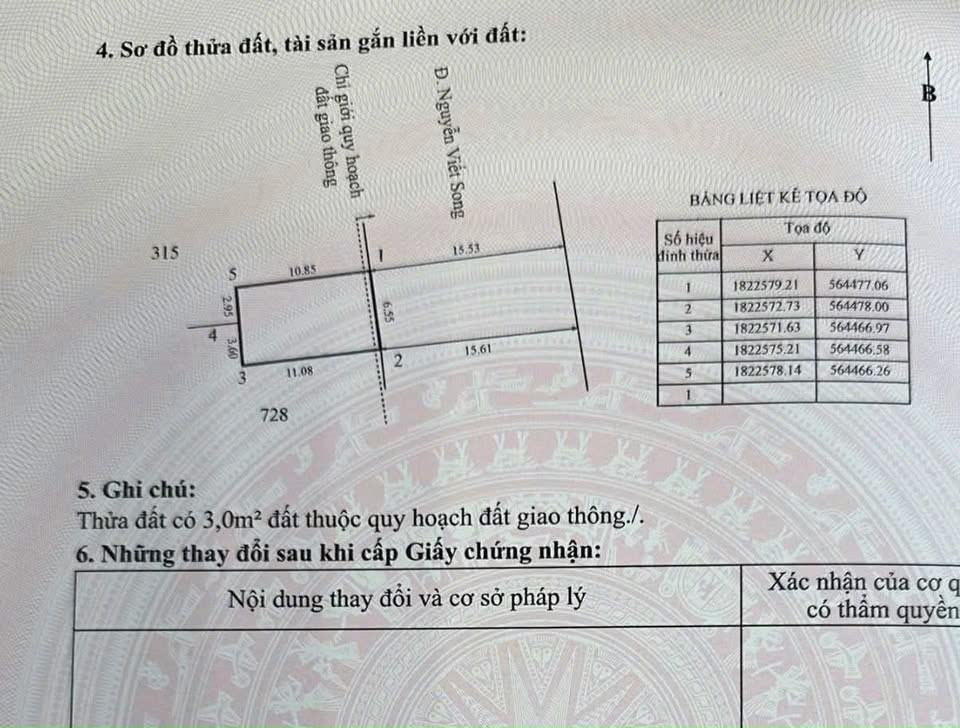 4. Sơ đồ thửa đất, tài sản gắn liền với đất:
Chỉ giới quy hoạch
đất giao thông
Đ. Nguyễn Viết Song
B
315
5
10.85
1
15.53
2.95
4
3.60
6.55
3
11.08
2
15.61
728
BẢNG LIỆT KÊ TỌA ĐỘ
Số hiệu
đỉnh thửa
Tọa độ
X Y
1 1822579.21 564477.06
2 1822572.73 564478.00
3 1822571.63 564466.97
4 1822575.21 564466.58
5 1822578.14 564466.26
1
5. Ghi chú:
Thửa đất có 3,0m² đất thuộc quy hoạch đất giao thông./.
6. Những thay đổi sau khi cấp Giấy chứng nhận:
Nội dung thay đổi và cơ sở pháp lý
Xác nhận của cơ q
có thẩm quyền